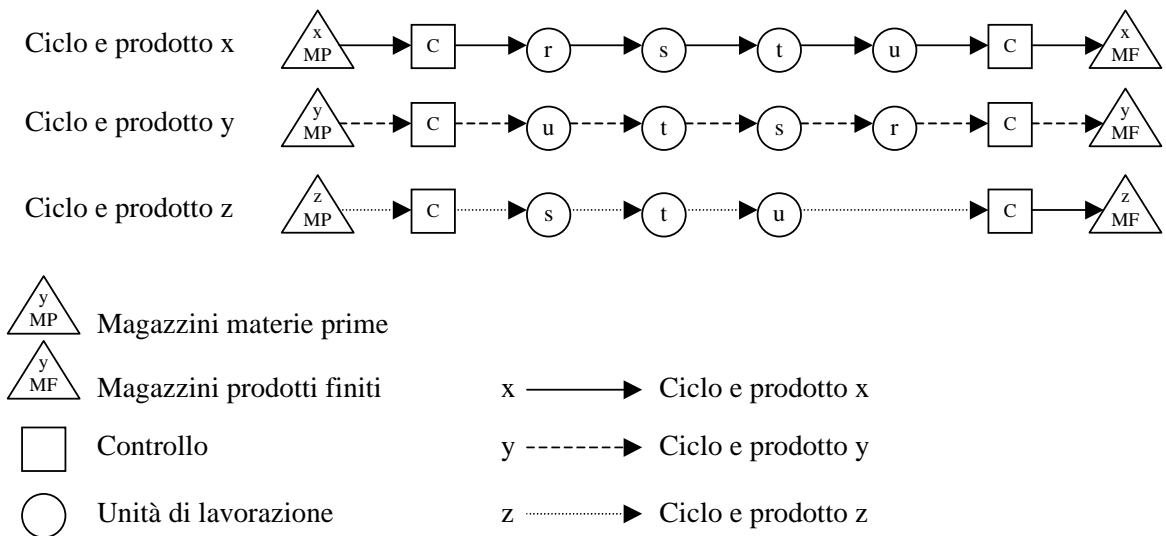 Ciclo e prodotto x x MP C r s t u C x MF
Ciclo e prodotto y y MP C u t s r C y MF
Ciclo e prodotto z z MP C s t u C z MF
y MP Magazzini materie prime
y MF Magazzini prodotti finiti x Ciclo e prodotto x
Controllo y Ciclo e prodotto y
Unità di lavorazione z Ciclo e prodotto z